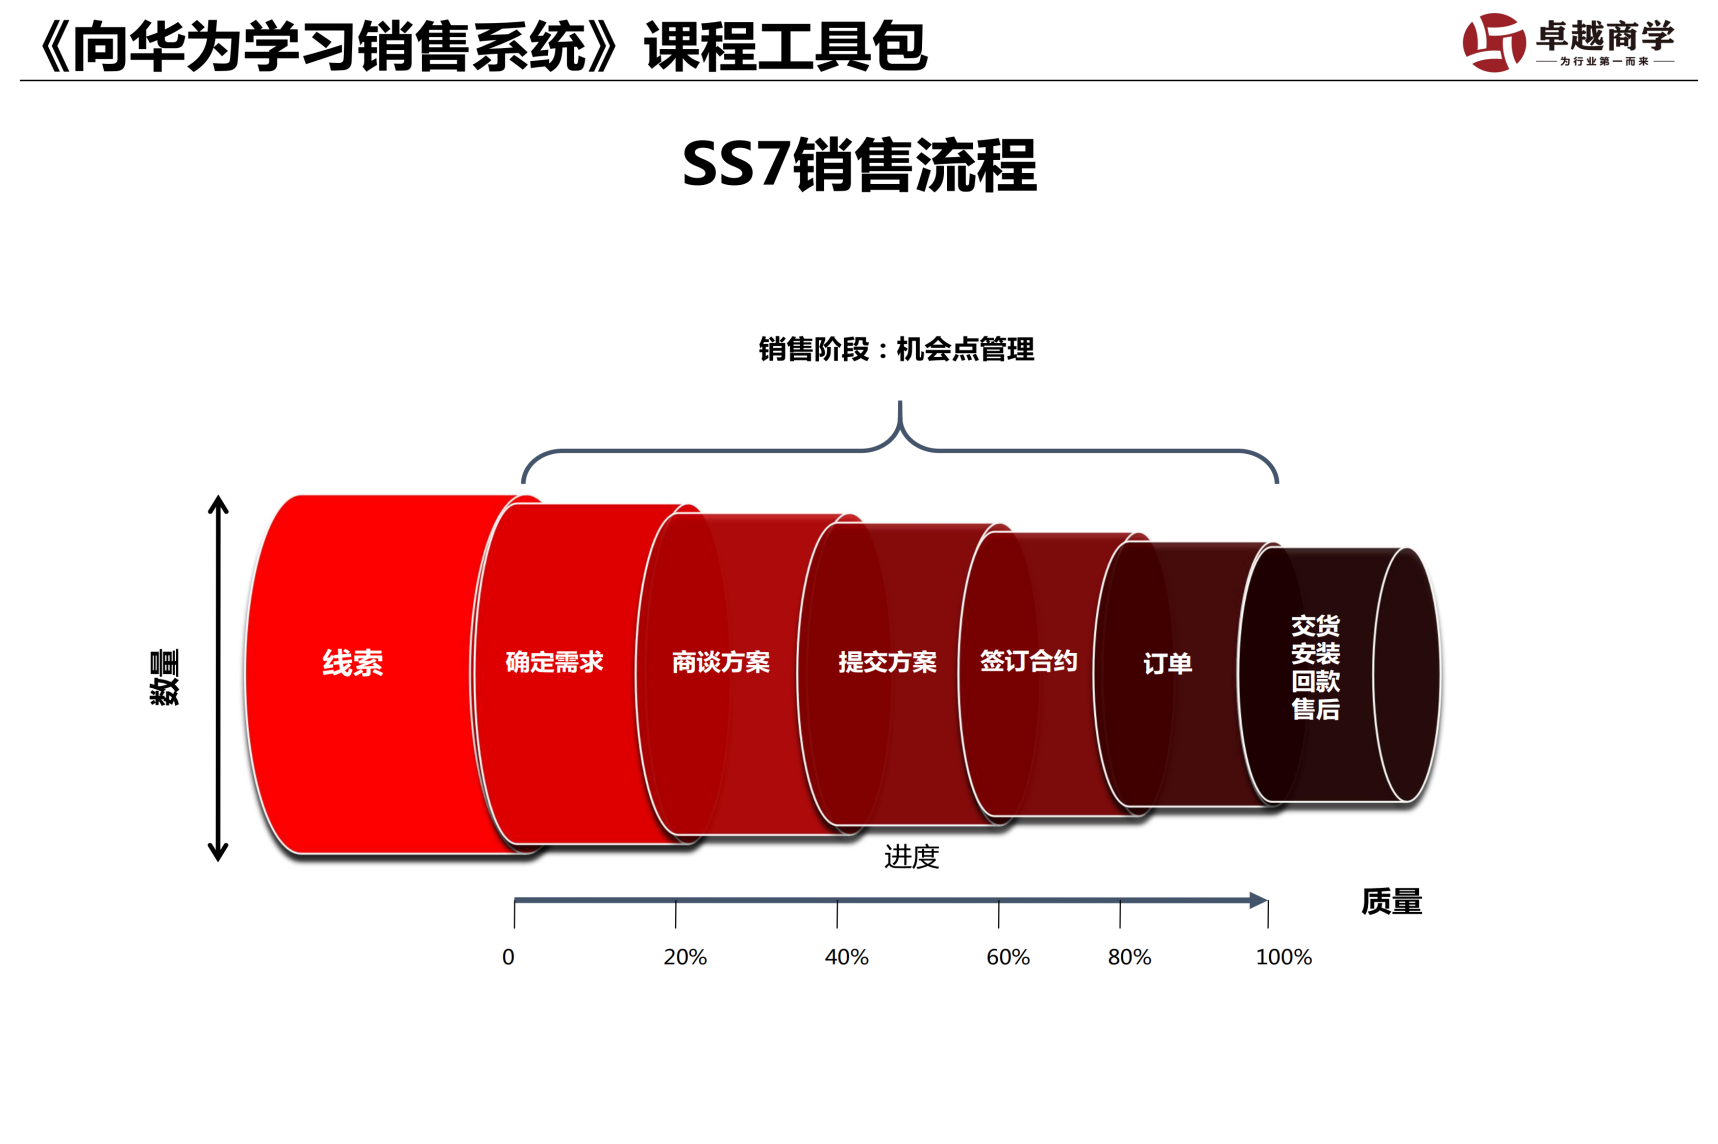 《向华为学习销售系统》课程工具包
卓越商学
为行业第一而来
SS7销售流程
销售阶段：机会点管理
数量
线索
确定需求
商谈方案
提交方案
签订合约
订单
交货
安装
回款
售后
进度
质量
0
20%
40%
60%
80%
100%